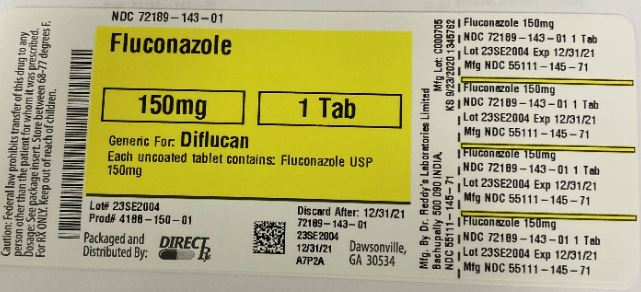 NDC 72189-143-01
Caution: Federal law prohibits transfer of this drug to any
person other than the patient for whom it was prescribed.
Dosage: See package insert. Store between 68-77 degrees F.
For RX ONLY. Keep out of reach of children.
Fluconazole
150mg
1 Tab
Generic For: Diflucan
Each uncoated tablet contains: Fluconazole USP
150mg
Lot# 23SE2004
Prod# 4188-150-01
Packaged and
Distributed By:
DIRECT Rx
Discard After: 12/31/21
72189-143-01
23SE2004
12/31/21
A7P2A
Dawsonville,
GA 30534
Mfg. By Dr. Reddy's Laboratories Limited
Bachupally 500 090 INDIA,
NDC 55111-145-71
Mfg Lot: C000705
KS 9/23/2020 1345762
Fluconazole 150mg
NDC 72189-143-01 1 Tab
Lot 23SE2004 Exp 12/31/21
Mfg NDC 55111-145-71
Fluconazole 150mg
NDC 72189-143-01 1 Tab
Lot 23SE2004 Exp 12/31/21
Mfg NDC 55111-145-71
Fluconazole 150mg
NDC 72189-143-01 1 Tab
Lot 23SE2004 Exp 12/31/21
Mfg NDC 55111-145-71
Fluconazole 150mg
NDC 72189-143-01 1 Tab
Lot 23SE2004 Exp 12/31/21
Mfg NDC 55111-145-71